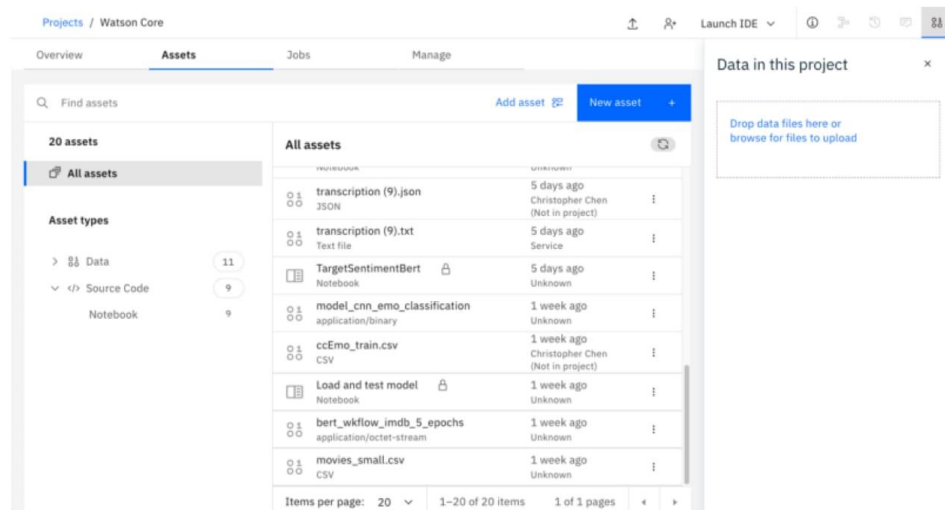 Projects / Watson Core
Launch IDE
Overview
Assets
Jobs
Manage
Find assets
Add asset
New asset +
20 assets
All assets
Asset types
Data 11
</> Source Code 9
Notebook 9
All assets
Notebook Unknown
transcription (9).json 5 days ago
JSON Christopher Chen
(Not in project)
transcription (9).txt 5 days ago
Text file Service
TargetSentimentBert 5 days ago
Notebook Unknown
model_cnn_emo_classification 1 week ago
application/binary Unknown
ccEmo_train.csv 1 week ago
CSV Christopher Chen
(Not in project)
Load and test model 1 week ago
Notebook Unknown
bert_wkflow_imdb_5_epochs 1 week ago
application/octet-stream Unknown
movies_small.csv 1 week ago
CSV Unknown
Items per page: 20 1–20 of 20 items 1 of 1 pages
Data in this project
Drop data files here or
browse for files to upload